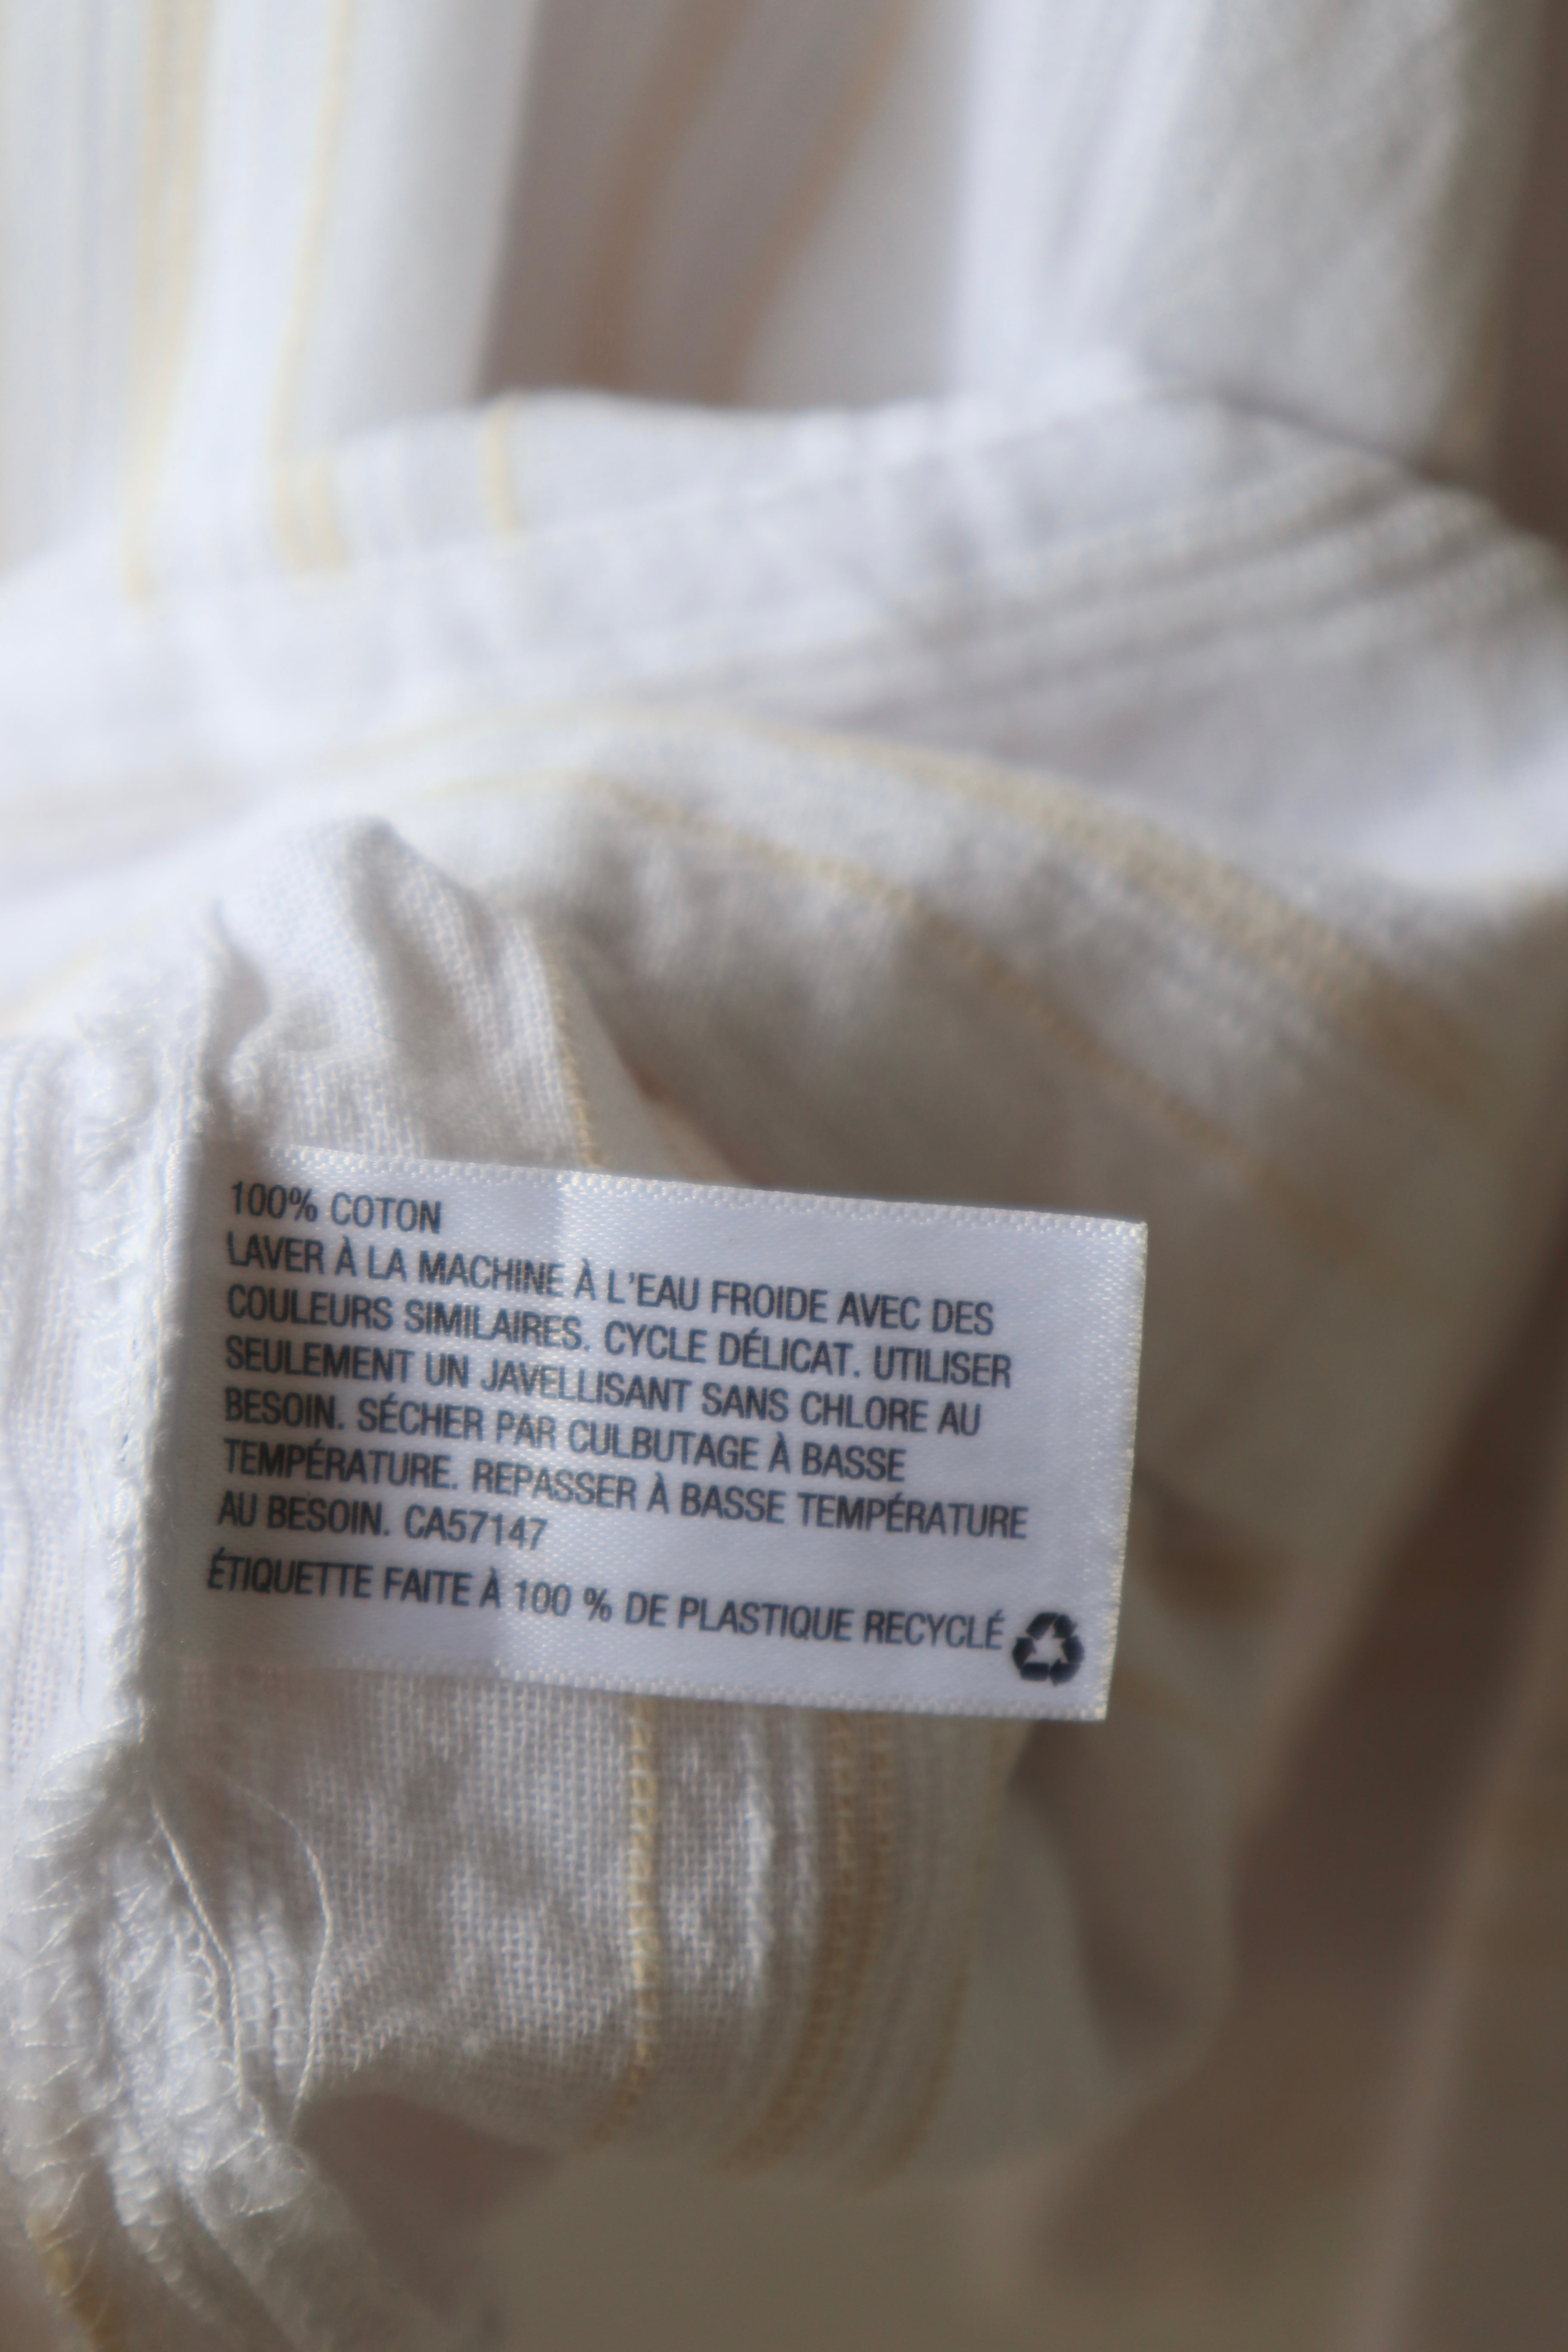 100% COTON
LAVER À LA MACHINE À L'EAU FROIDE AVEC DES
COULEURS SIMILAIRES. CYCLE DÉLICAT. UTILISER
SEULEMENT UN JAVELLISANT SANS CHLORE AU
BESOIN. SÉCHER PAR CULBUTAGE À BASSE
TEMPÉRATURE. REPASSER À BASSE TEMPÉRATURE
AU BESOIN. CA57147
ÉTIQUETTE FAITE À 100 % DE PLASTIQUE RECYCLÉ